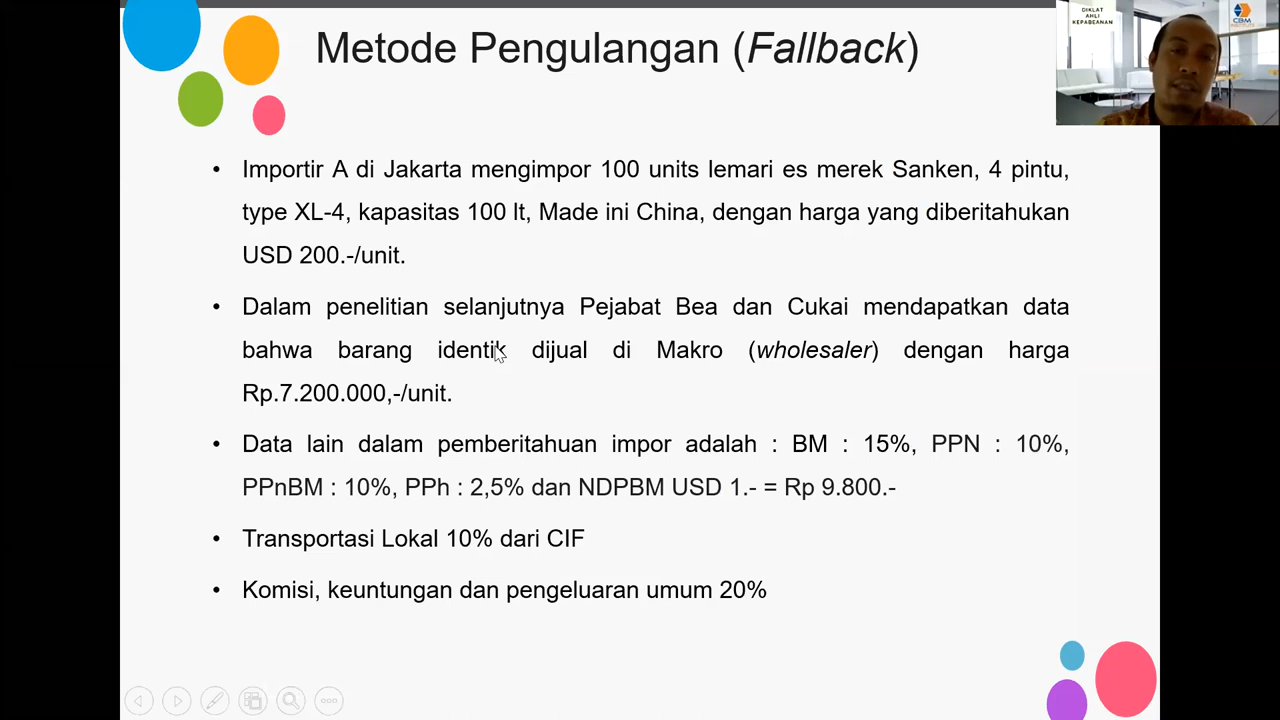 Metode Pengulangan (Fallback)
DIKLAT
AHLI
KEPABEANAN
CBM
• Importir A di Jakarta mengimpor 100 units lemari es merek Sanken, 4 pintu,
type XL-4, kapasitas 100 lt, Made ini China, dengan harga yang diberitahukan
USD 200.-/unit.
• Dalam penelitian selanjutnya Pejabat Bea dan Cukai mendapatkan data
bahwa barang identik dijual di Makro (wholesaler) dengan harga
Rp.7.200.000,-/unit.
• Data lain dalam pemberitahuan impor adalah : BM : 15%, PPN : 10%,
PPnBM : 10%, PPh : 2,5% dan NDPBM USD 1.- = Rp 9.800.-
• Transportasi Lokal 10% dari CIF
• Komisi, keuntungan dan pengeluaran umum 20%